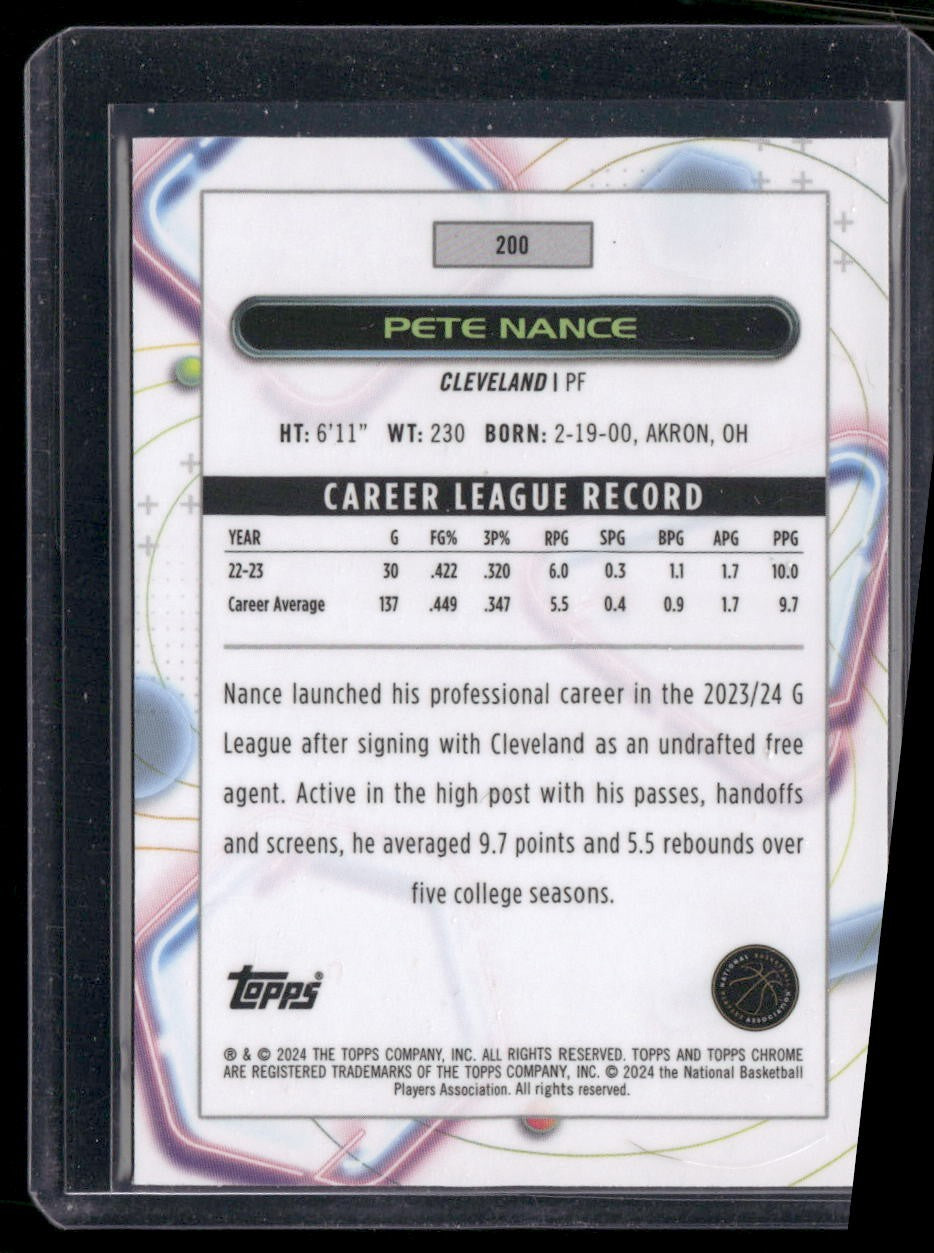 200
PETE NANCE
CLEVELAND | PF
HT: 6'11" WT: 230 BORN: 2-19-00, AKRON, OH
CAREER LEAGUE RECORD
YEAR G FG% 3P% RPG SPG BPG APG PPG
22-23 30 .422 .320 6.0 0.3 1.1 1.7 10.0
Career Average 137 .449 .347 5.5 0.4 0.9 1.7 9.7
Nance launched his professional career in the 2023/24 G
League after signing with Cleveland as an undrafted free
agent. Active in the high post with his passes, handoffs
and screens, he averaged 9.7 points and 5.5 rebounds over
five college seasons.
Topps®
NATIONAL BASKETBALL PLAYERS ASSOCIATION
® & © 2024 THE TOPPS COMPANY, INC. ALL RIGHTS RESERVED. TOPPS AND TOPPS CHROME
ARE REGISTERED TRADEMARKS OF THE TOPPS COMPANY, INC. © 2024 the National Basketball
Players Association. All rights reserved.